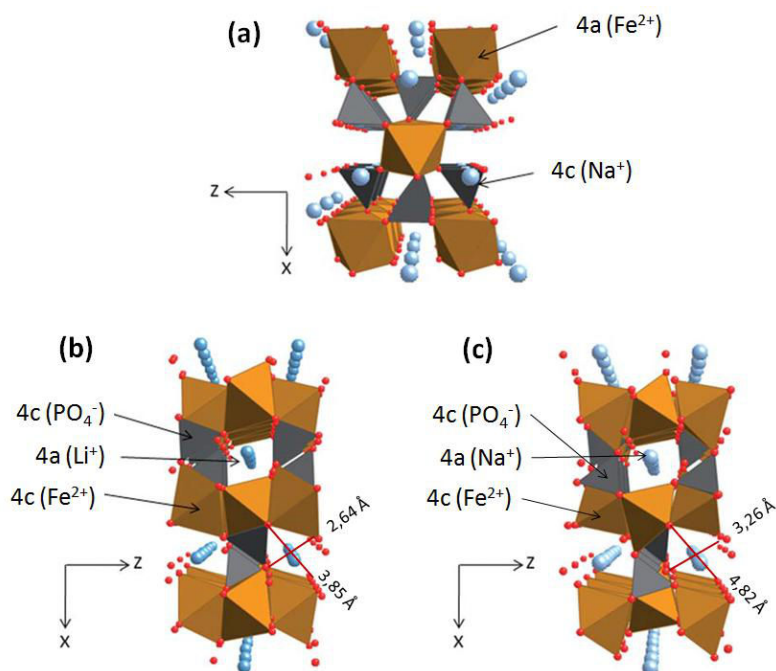 (a)
4a (Fe²⁺)
4c (Na⁺)
z
x
(b)
4c (PO₄⁻)
4a (Li⁺)
4c (Fe²⁺)
2,64 Å
3,85 Å
z
x
(c)
4c (PO₄⁻)
4a (Na⁺)
4c (Fe²⁺)
3,26 Å
4,82 Å
z
x